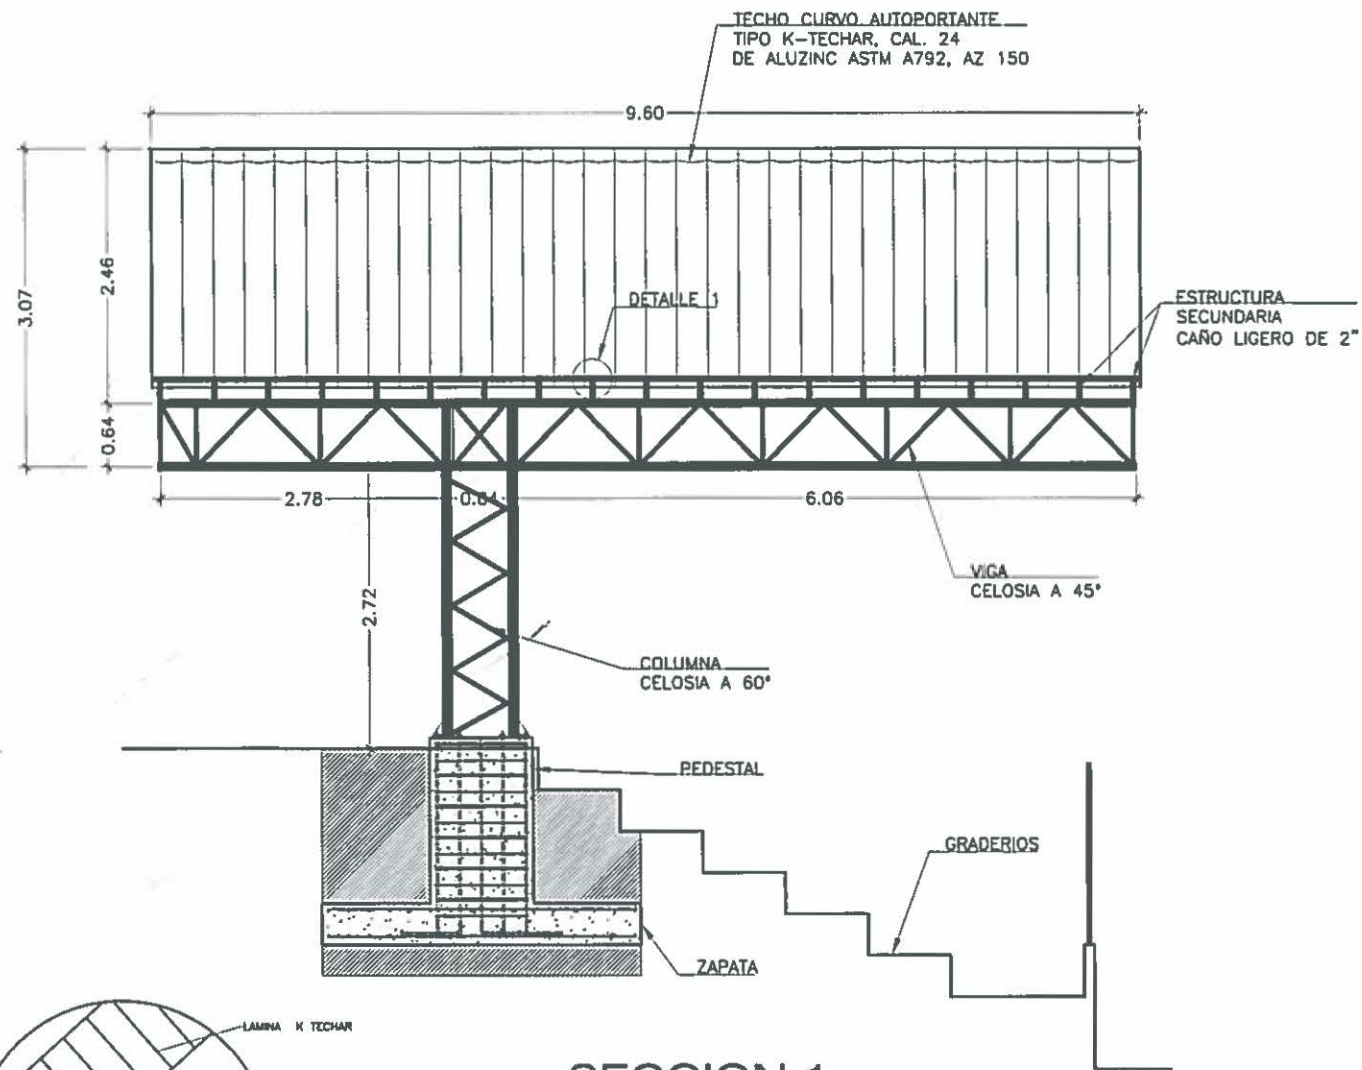 TECHO CURVO AUTOPORTANTE
TIPO K-TECHAR, CAL. 24
DE ALUZINC ASTM A792, AZ 150
9.60
3.07
2.46
DETALLE 1
ESTRUCTURA
SECUNDARIA
CAÑO LIGERO DE 2"
0.64
2.78
0.64
6.06
VIGA
CELOSIA A 45°
2.72
COLUMNA
CELOSIA A 60°
PEDESTAL
GRADERIOS
ZAPATA
LAMINA K TECHAR
SECCION 1